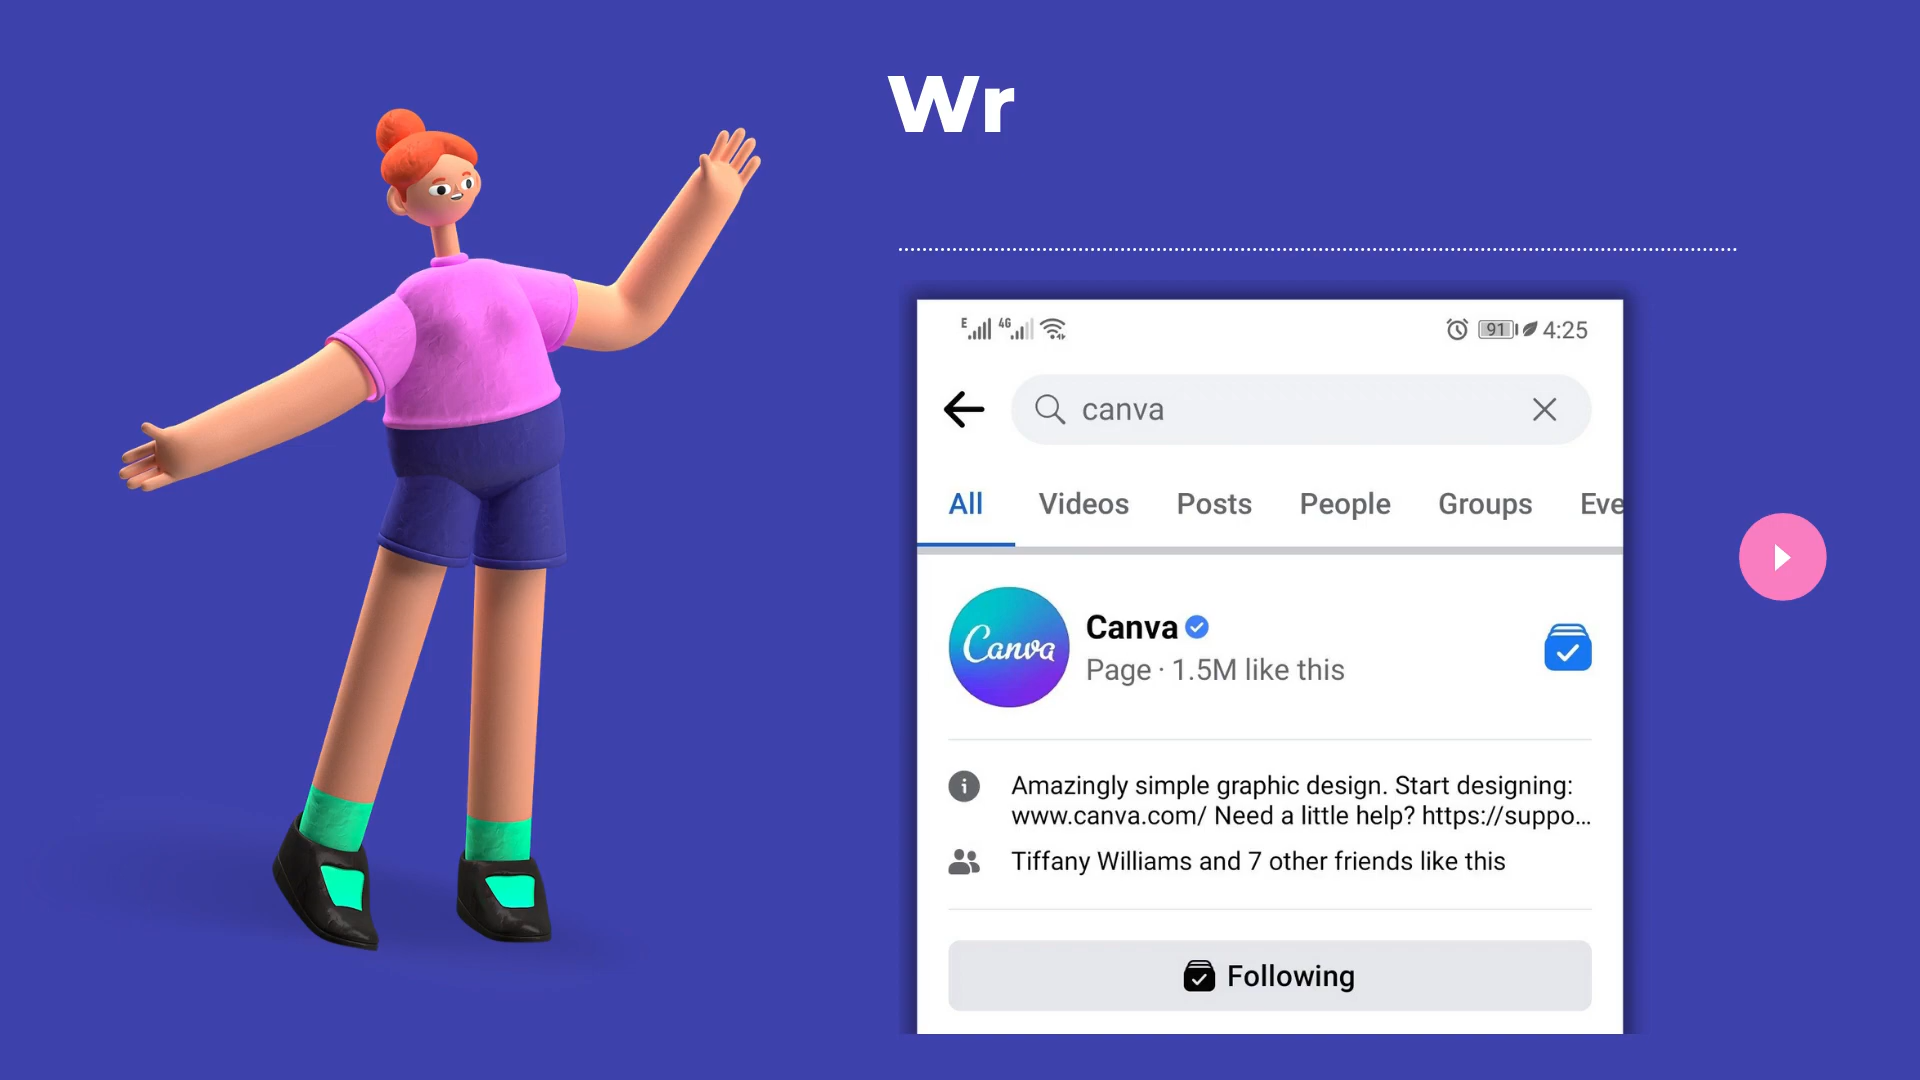 Wr
E 4G 91 4:25
canva
All Videos Posts People Groups Eve
Canva
Canva
Page · 1.5M like this
Amazingly simple graphic design. Start designing:
www.canva.com/ Need a little help? https://suppo...
Tiffany Williams and 7 other friends like this
Following